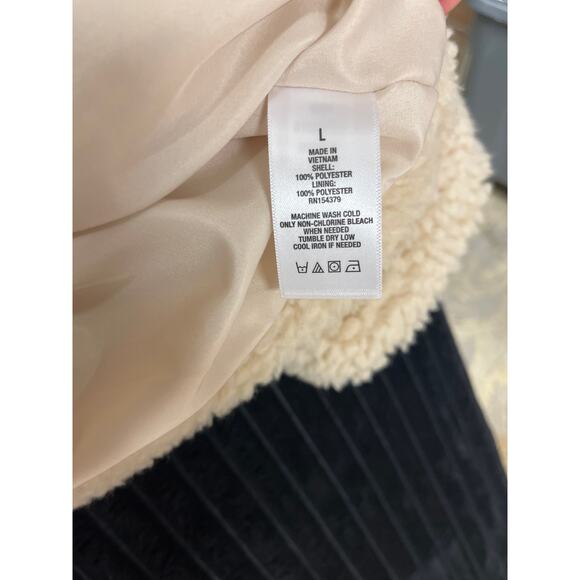 L
MADE IN
VIETNAM
SHELL:
100% POLYESTER
LINING:
100% POLYESTER
RN154379
MACHINE WASH COLD
ONLY NON-CHLORINE BLEACH
WHEN NEEDED
TUMBLE DRY LOW
COOL IRON IF NEEDED